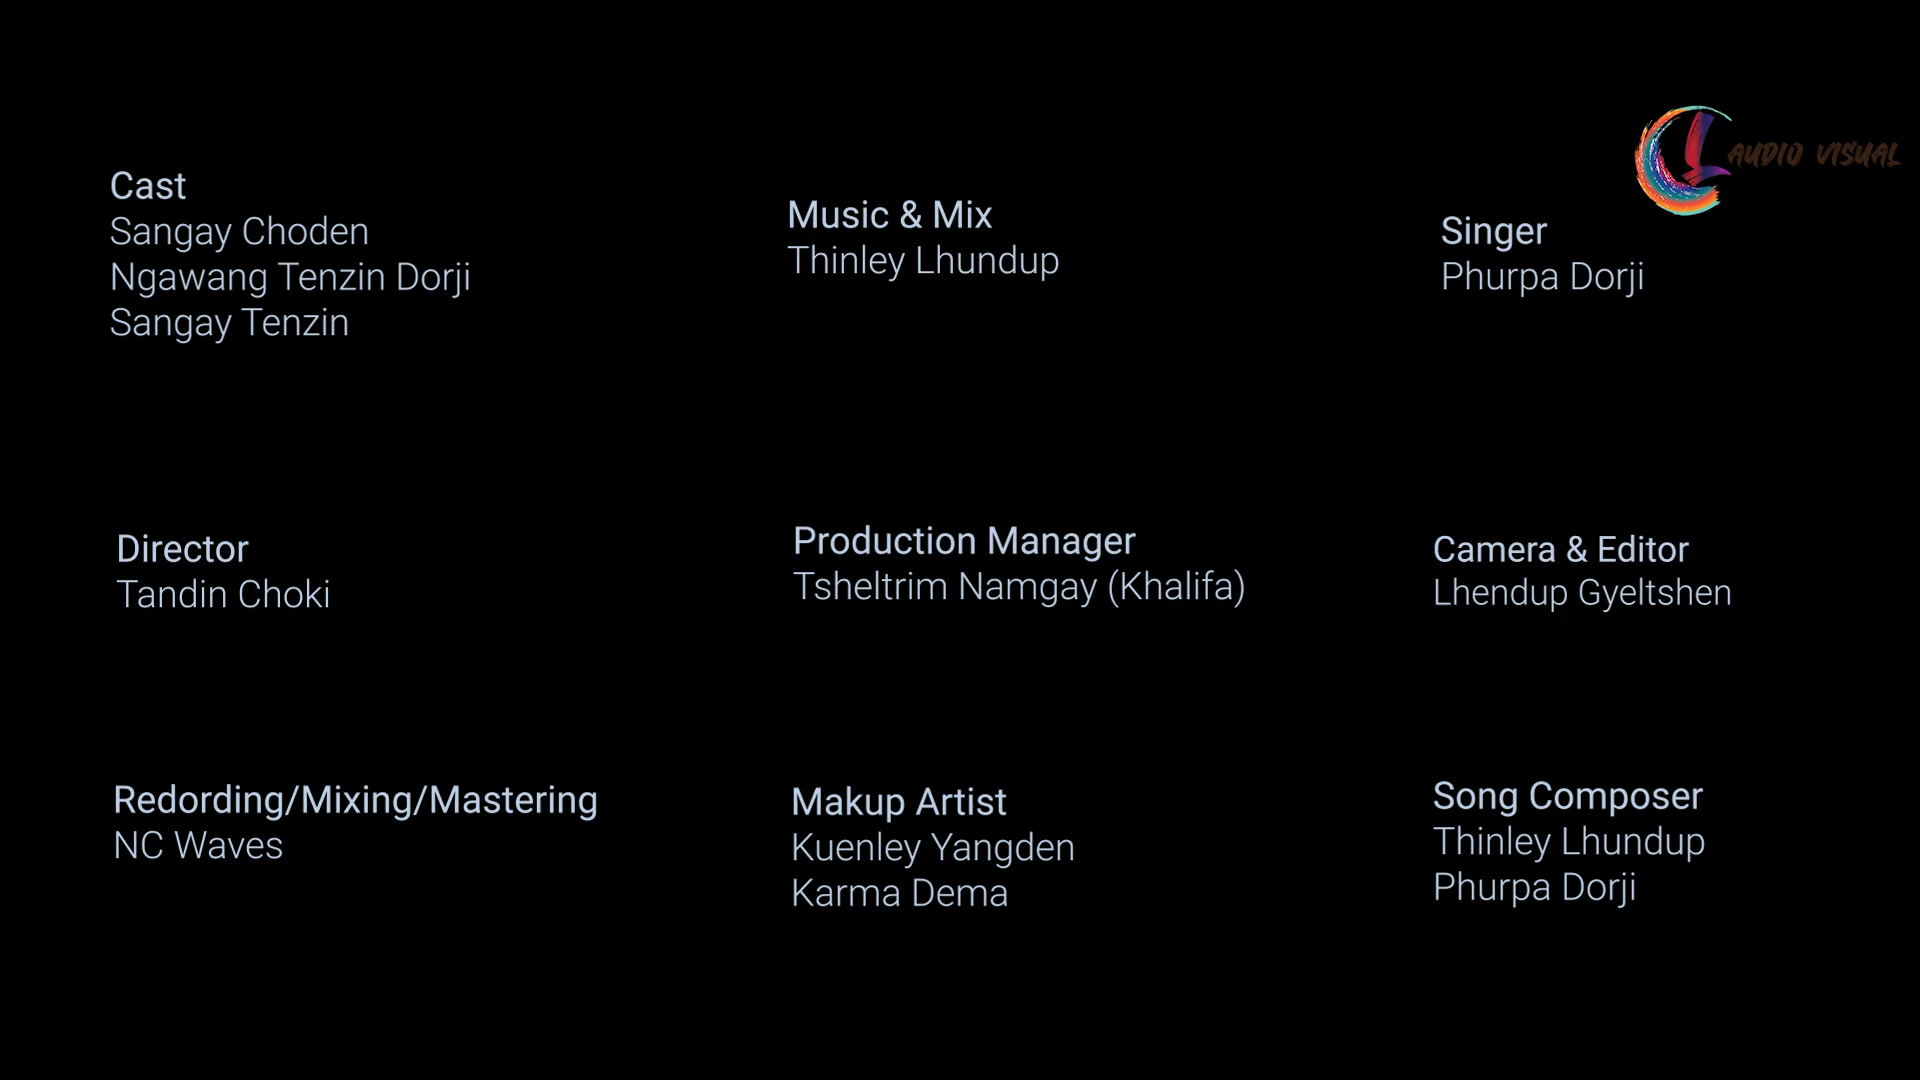 Cast
Sangay Choden
Ngawang Tenzin Dorji
Sangay Tenzin
Music & Mix
Thinley Lhundup
AUDIO VISUAL
Singer
Phurpa Dorji
Director
Tandin Choki
Production Manager
Tsheltrim Namgay (Khalifa)
Camera & Editor
Lhendup Gyeltshen
Redording/Mixing/Mastering
NC Waves
Makup Artist
Kuenley Yangden
Karma Dema
Song Composer
Thinley Lhundup
Phurpa Dorji